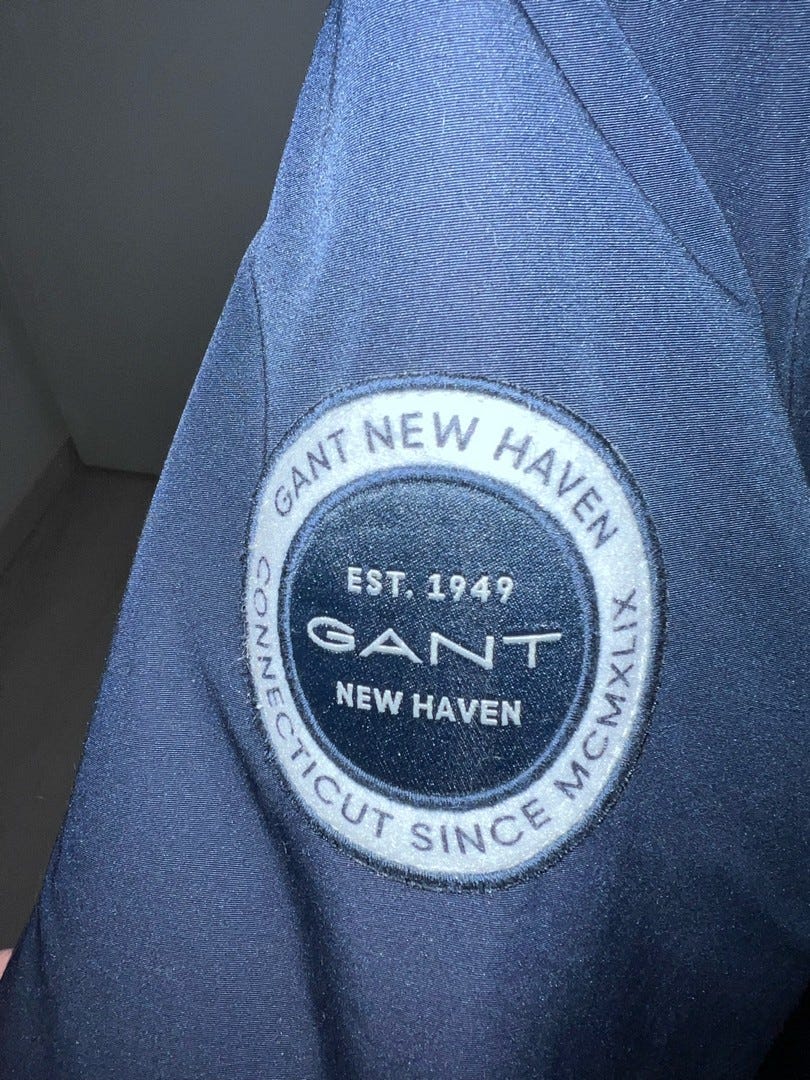 GANT NEW HAVEN
EST. 1949
GANT
NEW HAVEN
CONNECTICUT SINCE MCMXLIX